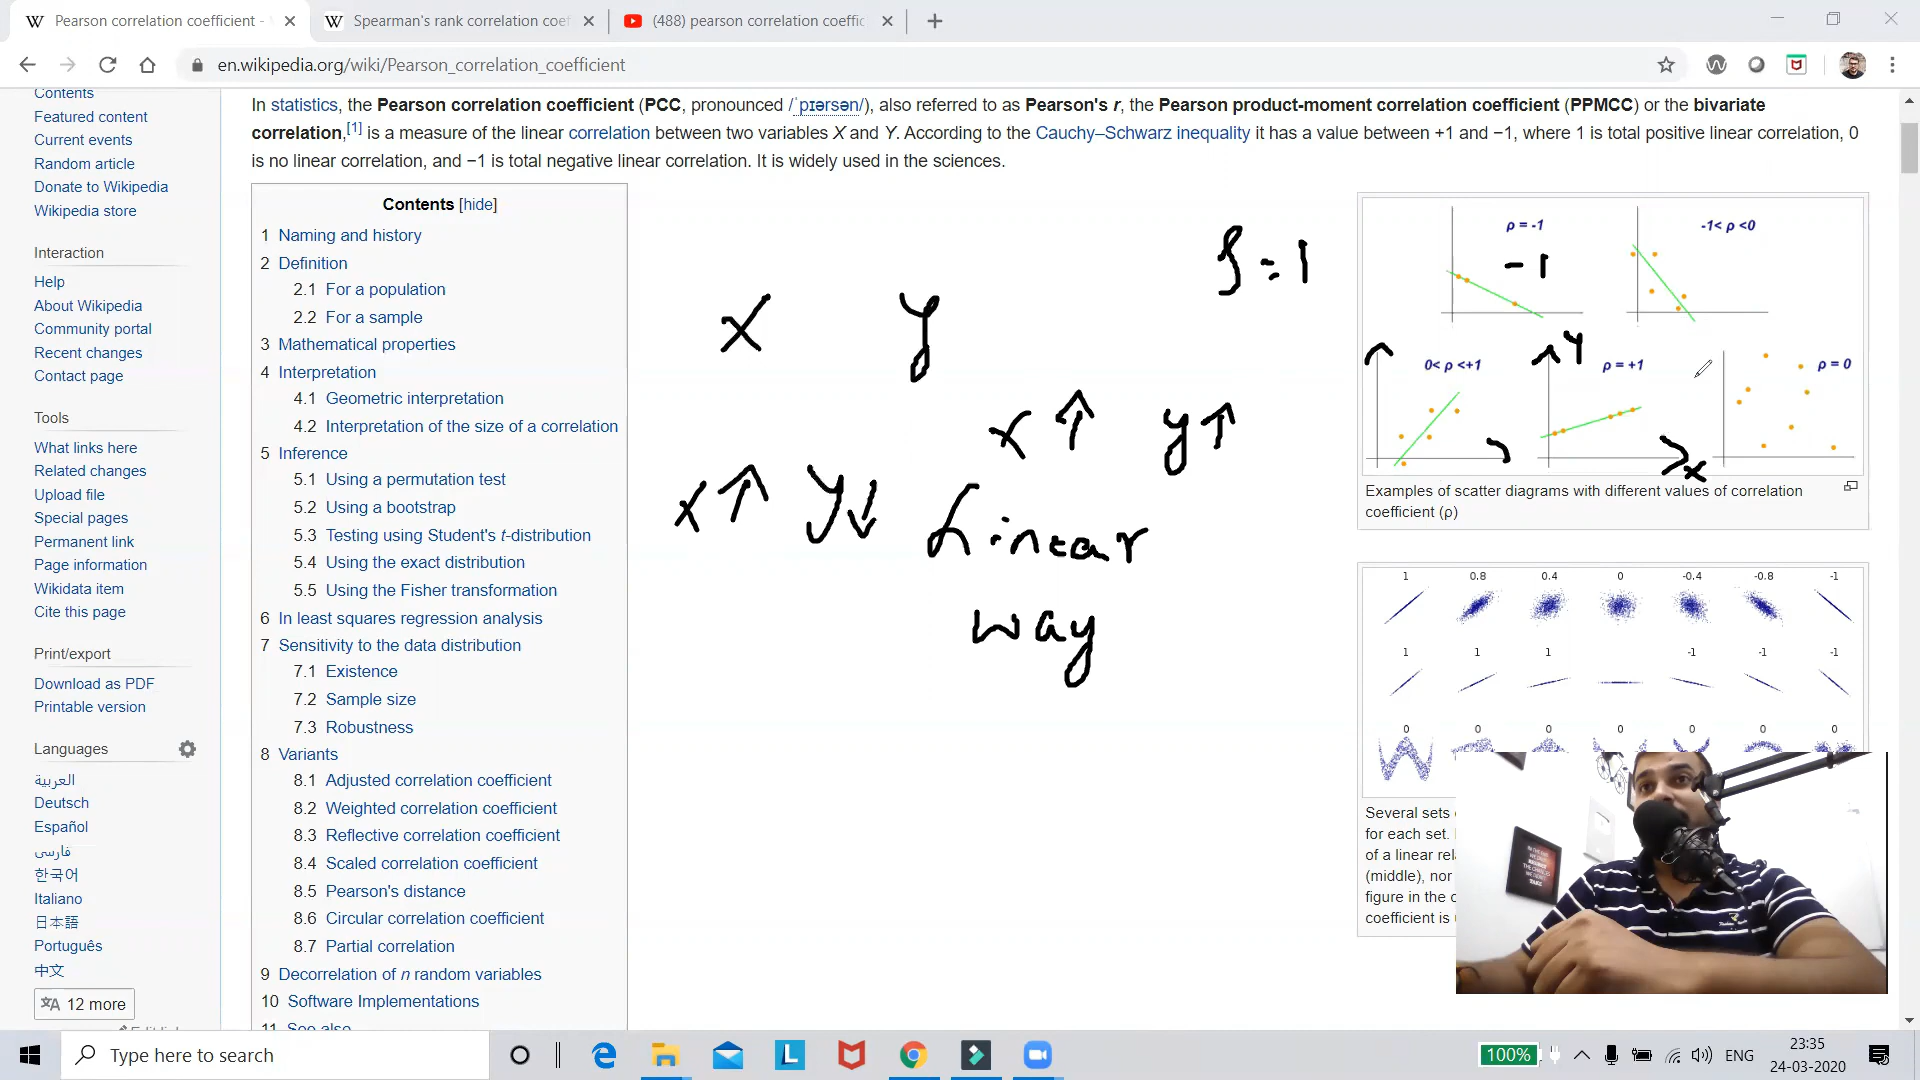 Pearson correlation coefficient -
Spearman's rank correlation coef
(488) pearson correlation coeffic
en.wikipedia.org/wiki/Pearson_correlation_coefficient
Contents
Featured content
Current events
Random article
Donate to Wikipedia
Wikipedia store
Interaction
Help
About Wikipedia
Community portal
Recent changes
Contact page
Tools
What links here
Related changes
Upload file
Special pages
Permanent link
Page information
Wikidata item
Cite this page
Print/export
Download as PDF
Printable version
Languages
العربية
Deutsch
Español
فارسی
한국어
Italiano
日本語
Português
中文
12 more
In statistics, the Pearson correlation coefficient (PCC, pronounced /ˈpɪərsən/), also referred to as Pearson's r, the Pearson product-moment correlation coefficient (PPMCC) or the bivariate
correlation,[1] is a measure of the linear correlation between two variables X and Y. According to the Cauchy–Schwarz inequality it has a value between +1 and −1, where 1 is total positive linear correlation, 0
is no linear correlation, and −1 is total negative linear correlation. It is widely used in the sciences.
Contents [hide]
1 Naming and history
2 Definition
2.1 For a population
2.2 For a sample
3 Mathematical properties
4 Interpretation
4.1 Geometric interpretation
4.2 Interpretation of the size of a correlation
5 Inference
5.1 Using a permutation test
5.2 Using a bootstrap
5.3 Testing using Student's t-distribution
5.4 Using the exact distribution
5.5 Using the Fisher transformation
6 In least squares regression analysis
7 Sensitivity to the data distribution
7.1 Existence
7.2 Sample size
7.3 Robustness
8 Variants
8.1 Adjusted correlation coefficient
8.2 Weighted correlation coefficient
8.3 Reflective correlation coefficient
8.4 Scaled correlation coefficient
8.5 Pearson's distance
8.6 Circular correlation coefficient
8.7 Partial correlation
9 Decorrelation of n random variables
10 Software Implementations
11 See also
ρ = 1
X Y
x ↑ y ↑
x ↑ y ↓ Linear
way
ρ = -1 -1< ρ <0
-1
Y
0< ρ <+1 ρ = +1 ρ = 0
x
Examples of scatter diagrams with different values of correlation
coefficient (ρ)
1 0.8 0.4 0 -0.4 -0.8 -1
1 1 1 -1 -1 -1
0 0 0 0 0 0 0
Several sets
for each set.
of a linear rel
(middle), nor
figure in the c
coefficient is
Type here to search
100%
ENG
23:35
24-03-2020